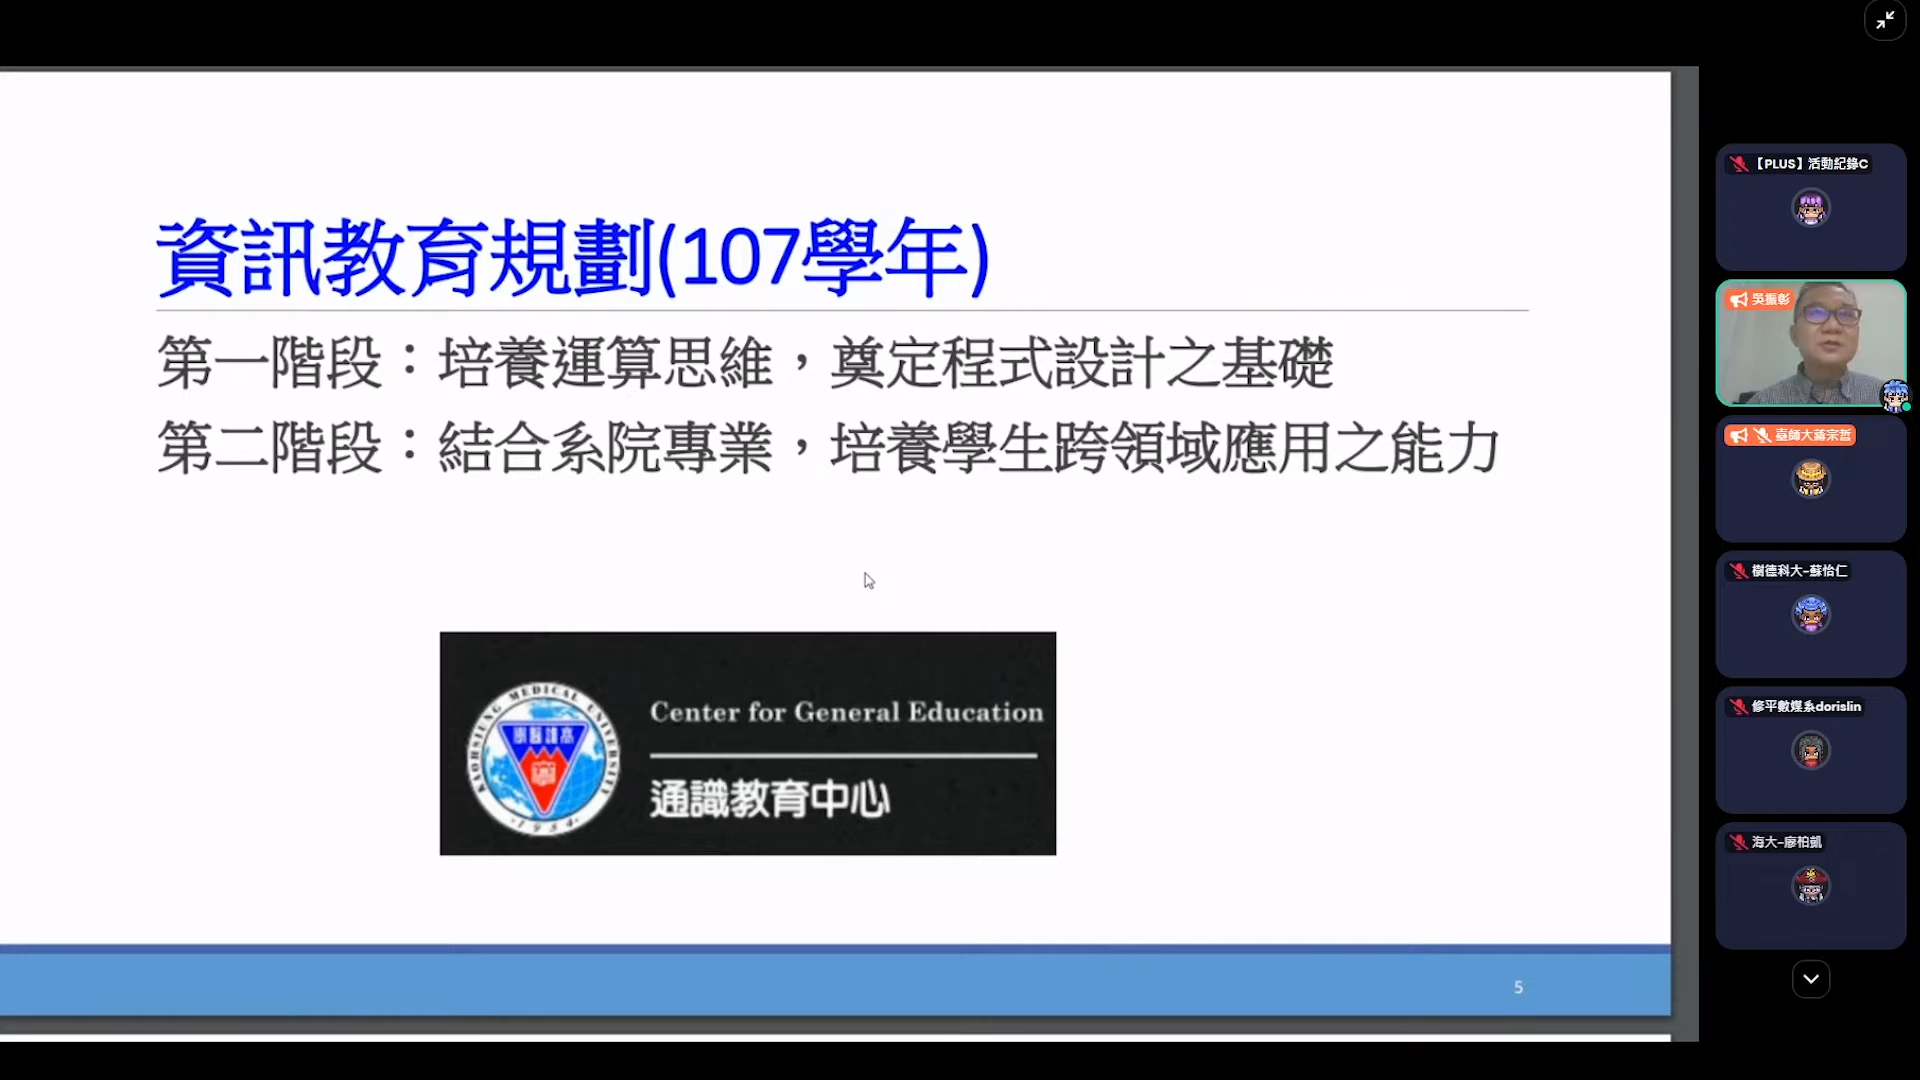 資訊教育規劃(107學年)
第一階段：培養運算思維，奠定程式設計之基礎
第二階段：結合系院專業，培養學生跨領域應用之能力
KAOHSIUNG MEDICAL UNIVERSITY
高雄醫學
1954
Center for General Education
通識教育中心
5
【PLUS】活動紀錄C
吳振彰
臺師大蔣宗哲
樹德科大-蘇怡仁
修平數媒系dorislin
海大-廖柏凱